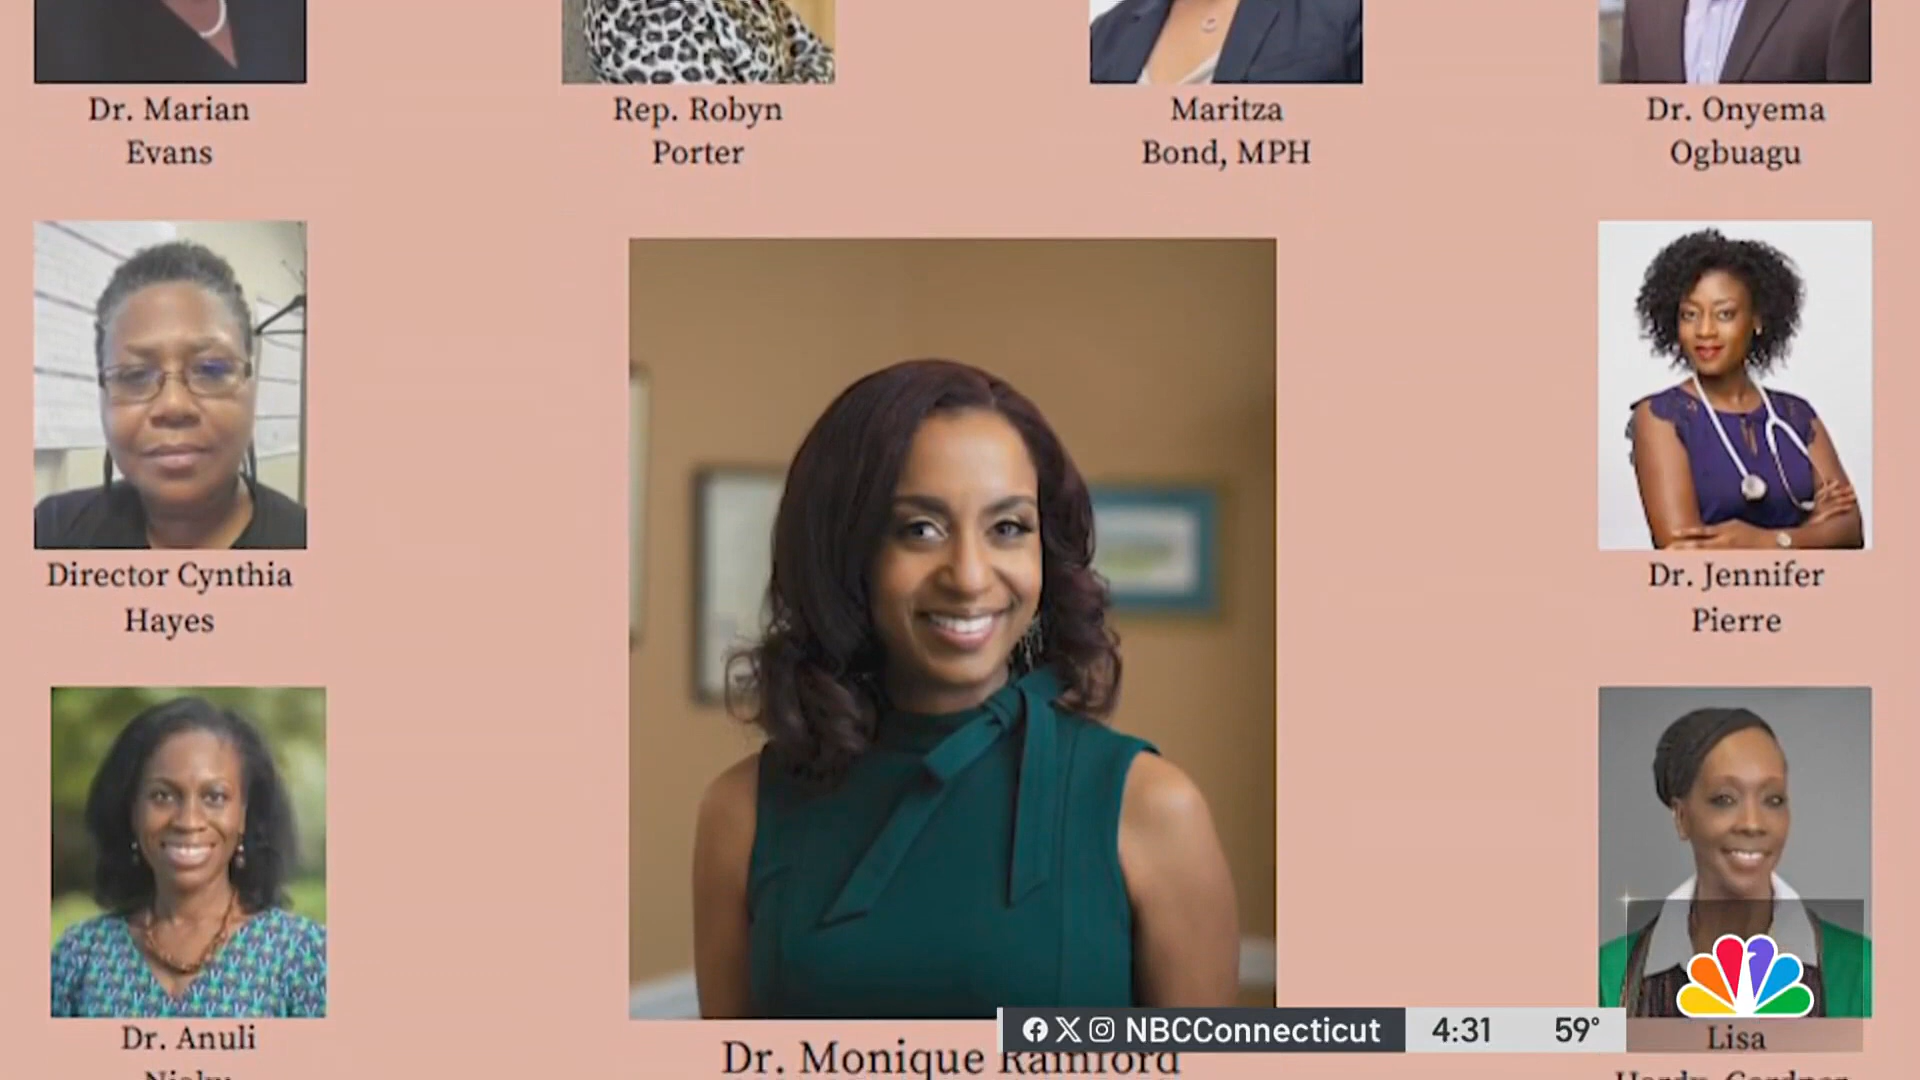 Dr. Marian
Evans
Rep. Robyn
Porter
Maritza
Bond, MPH
Dr. Onyema
Ogbuagu
Director Cynthia
Hayes
Dr. Jennifer
Pierre
Dr. Anuli
Dr. Monique Rainford
Lisa
NBCConnecticut
4:31
59°